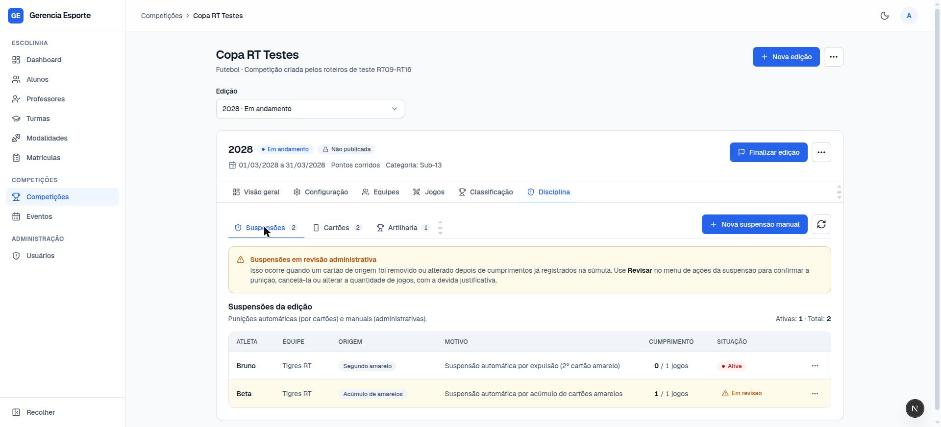 GE Gerencia Esporte
Competições > Copa RT Testes
A
ESCOLINHA
Dashboard
Alunos
Professores
Turmas
Modalidades
Matrículas
COMPETIÇÕES
Competições
Eventos
ADMINISTRAÇÃO
Usuários
Recolher
Copa RT Testes
Futebol · Competição criada pelos roteiros de teste RT09-RT16
+ Nova edição
Edição
2028 · Em andamento
2028 Em andamento Não publicada
01/03/2028 a 31/03/2028 Pontos corridos Categoria: Sub-13
Finalizar edição
Visão geral Configuração Equipes Jogos Classificação Disciplina
Suspensões 2 Cartões 2 Artilharia 1
+ Nova suspensão manual
Suspensões em revisão administrativa
Isso ocorre quando um cartão de origem foi removido ou alterado depois de cumprimentos já registrados na súmula. Use Revisar no menu de ações da suspensão para confirmar a
punição, cancelá-la ou alterar a quantidade de jogos, com a devida justificativa.
Suspensões da edição
Punições automáticas (por cartões) e manuais (administrativas).
Ativas: 1 · Total: 2
ATLETA EQUIPE ORIGEM MOTIVO CUMPRIMENTO SITUAÇÃO
Bruno Tigres RT Segundo amarelo Suspensão automática por expulsão (2º cartão amarelo) 0 / 1 jogos Ativa
Beta Tigres RT Acúmulo de amarelos Suspensão automática por acúmulo de cartões amarelos 1 / 1 jogos Em revisão
N